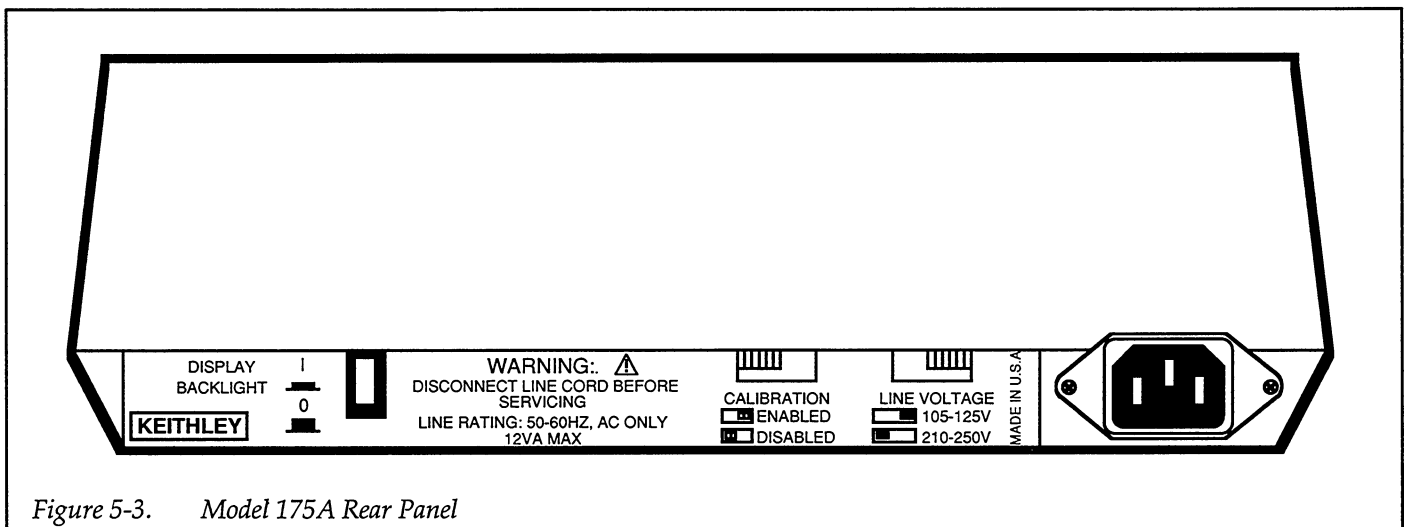 DISPLAY
BACKLIGHT
I
0
KEITHLEY
WARNING:. ⚠
DISCONNECT LINE CORD BEFORE
SERVICING
LINE RATING: 50-60HZ, AC ONLY
12VA MAX
CALIBRATION
ENABLED
DISABLED
LINE VOLTAGE
105-125V
210-250V
MADE IN U.S.A
Figure 5-3. Model 175A Rear Panel